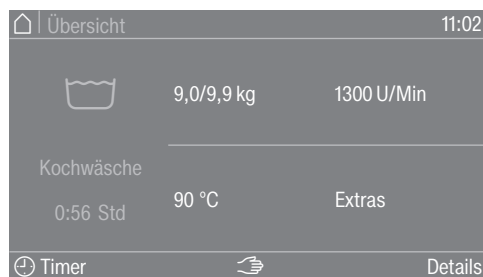 Übersicht 11:02
9,0/9,9 kg 1300 U/Min
Kochwäsche
0:56 Std
90 °C Extras
Timer Details